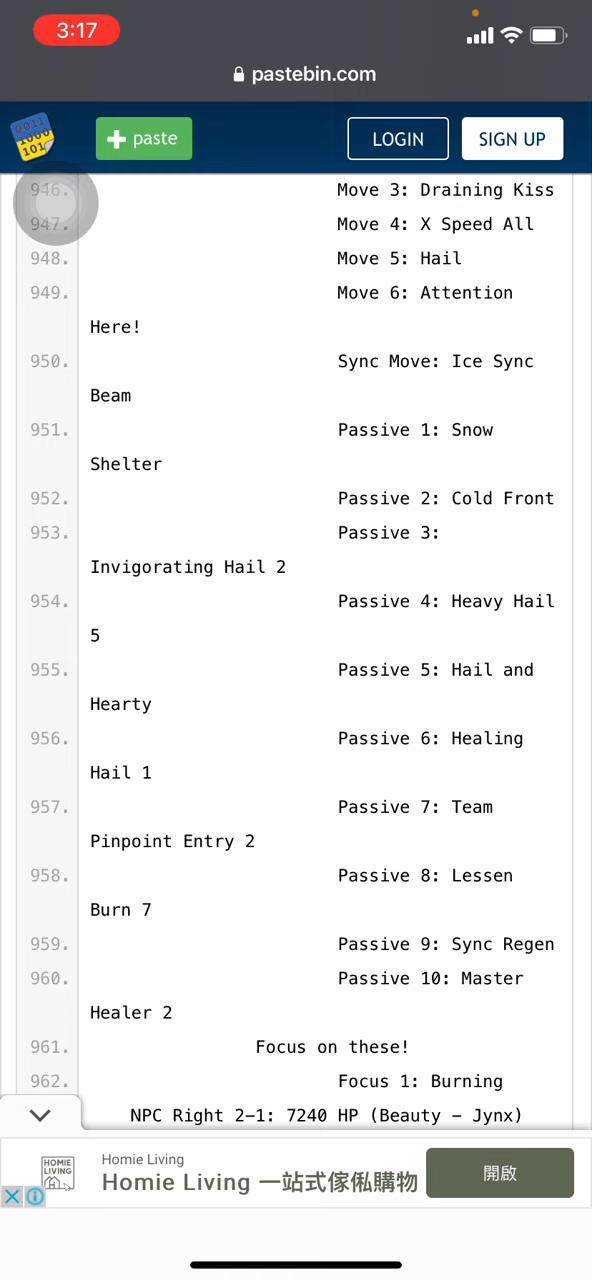 3:17
pastebin.com
0011
1000
101
paste
LOGIN
SIGN UP
946. Move 3: Draining Kiss
947. Move 4: X Speed All
948. Move 5: Hail
949. Move 6: Attention
Here!
950. Sync Move: Ice Sync
Beam
951. Passive 1: Snow
Shelter
952. Passive 2: Cold Front
953. Passive 3:
Invigorating Hail 2
954. Passive 4: Heavy Hail
5
955. Passive 5: Hail and
Hearty
956. Passive 6: Healing
Hail 1
957. Passive 7: Team
Pinpoint Entry 2
958. Passive 8: Lessen
Burn 7
959. Passive 9: Sync Regen
960. Passive 10: Master
Healer 2
961. Focus on these!
962. Focus 1: Burning
NPC Right 2-1: 7240 HP (Beauty - Jynx)
HOMIE
LIVING
Homie Living
Homie Living 一站式傢俬購物
開啟